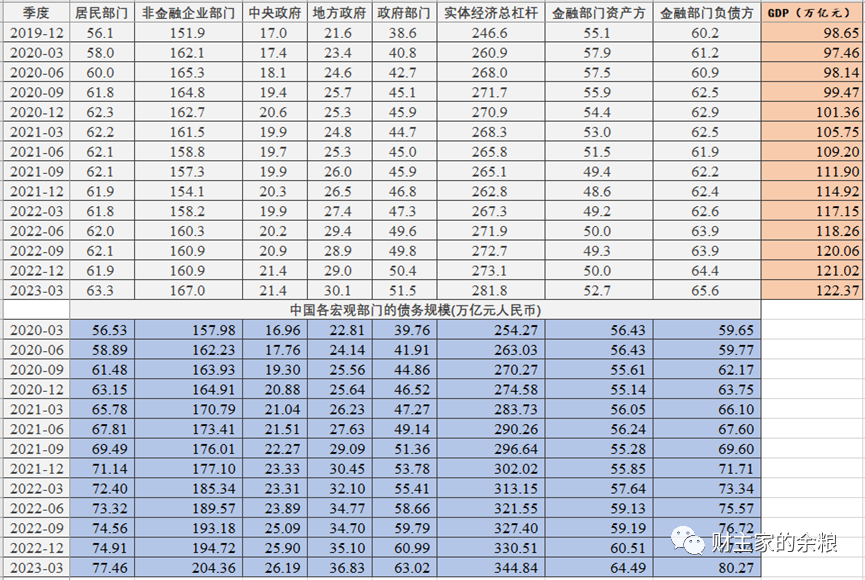 季度 居民部门 非金融企业部门 中央政府 地方政府 政府部门 实体经济总杠杆 金融部门资产方 金融部门负债方 GDP（万亿元）
2019-12 56.1 151.9 17.0 21.6 38.6 246.6 55.1 60.2 98.65
2020-03 58.0 162.1 17.4 23.4 40.8 260.9 57.9 61.2 97.46
2020-06 60.0 165.3 18.1 24.6 42.7 268.0 57.5 60.9 98.14
2020-09 61.8 164.8 19.4 25.7 45.1 271.7 55.9 62.5 99.47
2020-12 62.3 162.7 20.6 25.3 45.9 270.9 54.4 62.9 101.36
2021-03 62.2 161.5 19.9 24.8 44.7 268.3 53.0 62.5 105.75
2021-06 62.1 158.8 19.7 25.3 45.0 265.8 51.5 61.9 109.20
2021-09 62.1 157.3 19.9 26.0 45.9 265.1 49.4 62.2 111.90
2021-12 61.9 154.1 20.3 26.5 46.8 262.8 48.6 62.4 114.92
2022-03 61.8 158.2 19.9 27.4 47.3 267.3 49.2 62.6 117.15
2022-06 62.0 160.3 20.2 29.4 49.6 271.9 50.0 63.9 118.26
2022-09 62.1 160.9 20.9 28.9 49.8 272.7 49.3 63.9 120.06
2022-12 61.9 160.9 21.4 29.0 50.4 273.1 50.0 64.4 121.02
2023-03 63.3 167.0 21.4 30.1 51.5 281.8 52.7 65.6 122.37
中国各宏观部门的债务规模(万亿元人民币)
2020-03 56.53 157.98 16.96 22.81 39.76 254.27 56.43 59.65
2020-06 58.89 162.23 17.76 24.14 41.91 263.03 56.43 59.77
2020-09 61.48 163.93 19.30 25.56 44.86 270.27 55.61 62.17
2020-12 63.15 164.91 20.88 25.64 46.52 274.58 55.14 63.75
2021-03 65.78 170.79 21.04 26.23 47.27 283.73 56.05 66.10
2021-06 67.81 173.41 21.51 27.63 49.14 290.26 56.24 67.60
2021-09 69.49 176.01 22.27 29.09 51.36 296.64 55.28 69.60
2021-12 71.14 177.10 23.33 30.45 53.78 302.02 55.85 71.71
2022-03 72.40 185.34 23.31 32.10 55.41 313.15 57.64 73.34
2022-06 73.32 189.57 23.89 34.77 58.66 321.55 59.13 75.57
2022-09 74.56 193.18 25.09 34.70 59.79 327.40 59.19 76.72
2022-12 74.91 194.72 25.90 35.10 60.99 330.51 60.51
财主家的余粮
2023-03 77.46 204.36 26.19 36.83 63.02 344.84 64.49 80.27